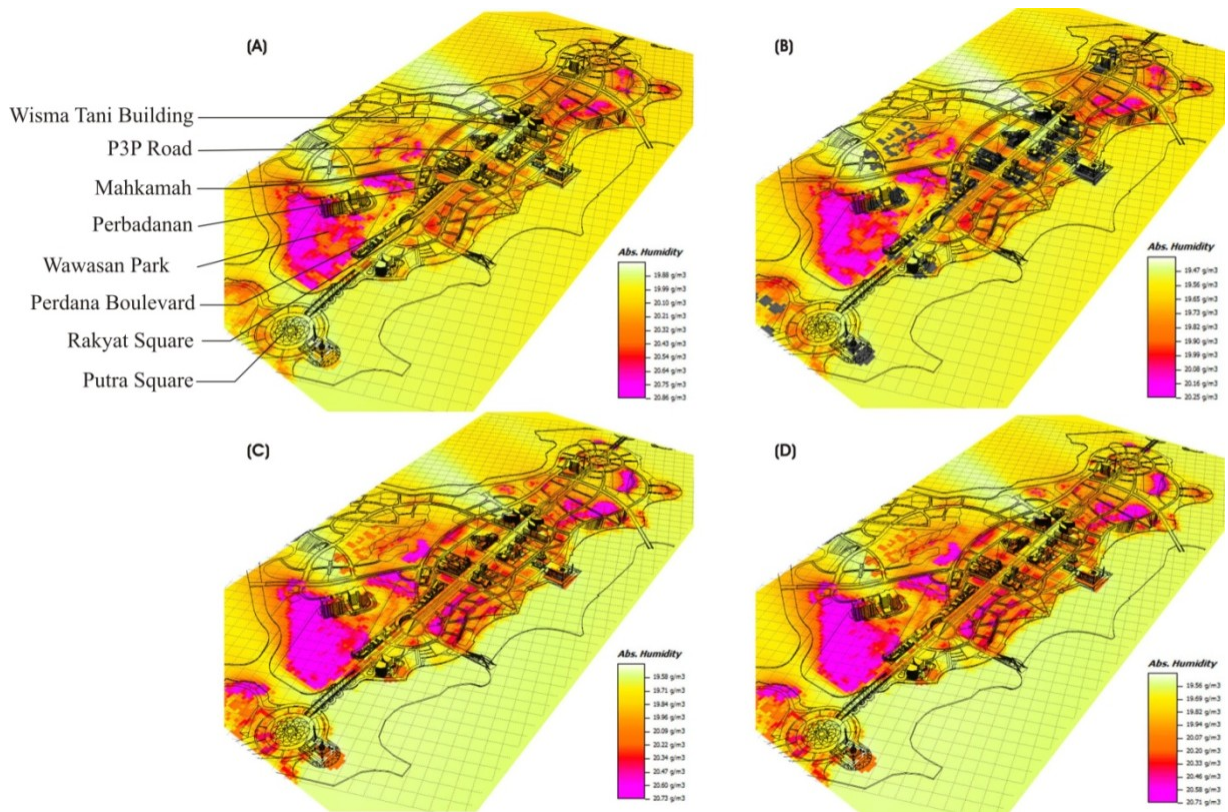 (A)
Wisma Tani Building
P3P Road
Mahkamah
Perbadanan
Wawasan Park
Perdana Boulevard
Rakyat Square
Putra Square
Abs. Humidity
19.88 g/m3
19.99 g/m3
20.10 g/m3
20.21 g/m3
20.32 g/m3
20.43 g/m3
20.54 g/m3
20.64 g/m3
20.75 g/m3
20.86 g/m3
(B)
Abs. Humidity
19.47 g/m3
19.56 g/m3
19.65 g/m3
19.73 g/m3
19.82 g/m3
19.90 g/m3
19.99 g/m3
20.08 g/m3
20.16 g/m3
20.25 g/m3
(C)
Abs. Humidity
19.58 g/m3
19.71 g/m3
19.84 g/m3
19.96 g/m3
20.09 g/m3
20.22 g/m3
20.34 g/m3
20.47 g/m3
20.60 g/m3
20.73 g/m3
(D)
Abs. Humidity
19.56 g/m3
19.69 g/m3
19.82 g/m3
19.94 g/m3
20.07 g/m3
20.20 g/m3
20.33 g/m3
20.46 g/m3
20.58 g/m3
20.71 g/m3